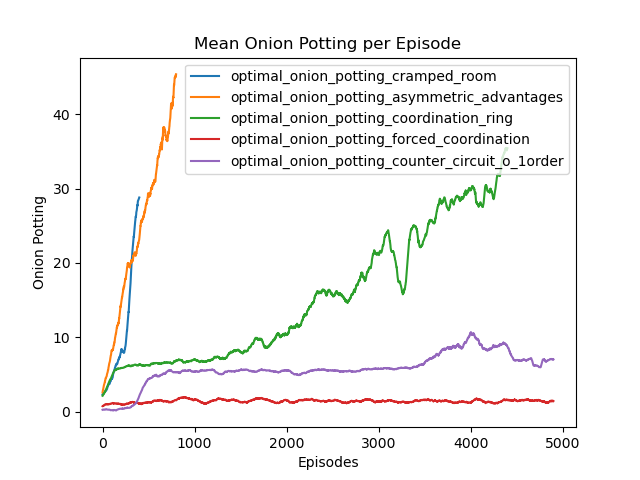 Mean Onion Potting per Episode
optimal_onion_potting_cramped_room
optimal_onion_potting_asymmetric_advantages
optimal_onion_potting_coordination_ring
optimal_onion_potting_forced_coordination
optimal_onion_potting_counter_circuit_o_1order
Onion Potting
40
30
20
10
0
0 1000 2000 3000 4000 5000
Episodes